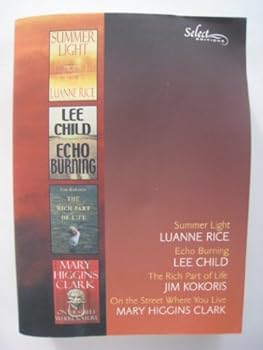 SUMMER
LIGHT
LUANNE RICE
LEE
CHILD
ECHO
BURNING
THE
RICH PART
OF LIFE
MARY
HIGGINS
CLARK
Select
EDITIONS
Summer Light
LUANNE RICE
Echo Burning
LEE CHILD
The Rich Part of Life
JIM KOKORIS
On the Street Where You Live
MARY HIGGINS CLARK